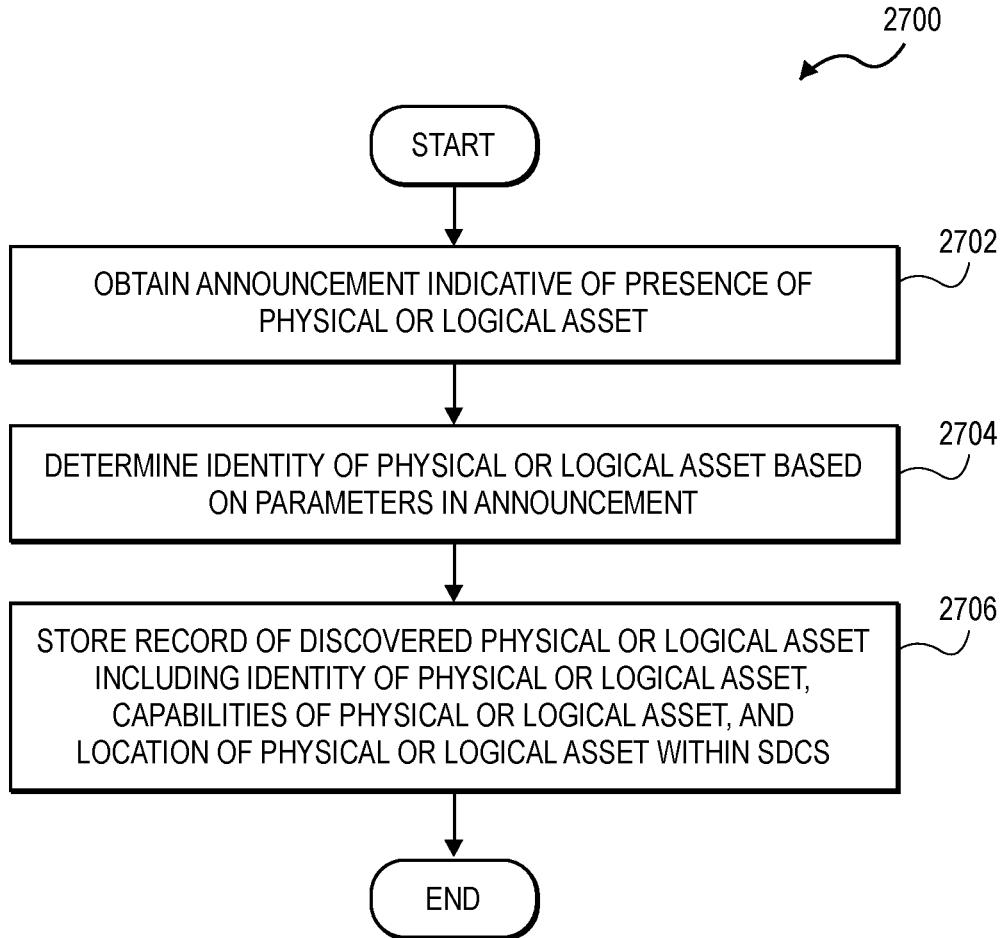 2700
START
2702
OBTAIN ANNOUNCEMENT INDICATIVE OF PRESENCE OF
PHYSICAL OR LOGICAL ASSET
2704
DETERMINE IDENTITY OF PHYSICAL OR LOGICAL ASSET BASED
ON PARAMETERS IN ANNOUNCEMENT
2706
STORE RECORD OF DISCOVERED PHYSICAL OR LOGICAL ASSET
INCLUDING IDENTITY OF PHYSICAL OR LOGICAL ASSET,
CAPABILITIES OF PHYSICAL OR LOGICAL ASSET, AND
LOCATION OF PHYSICAL OR LOGICAL ASSET WITHIN SDCS
END